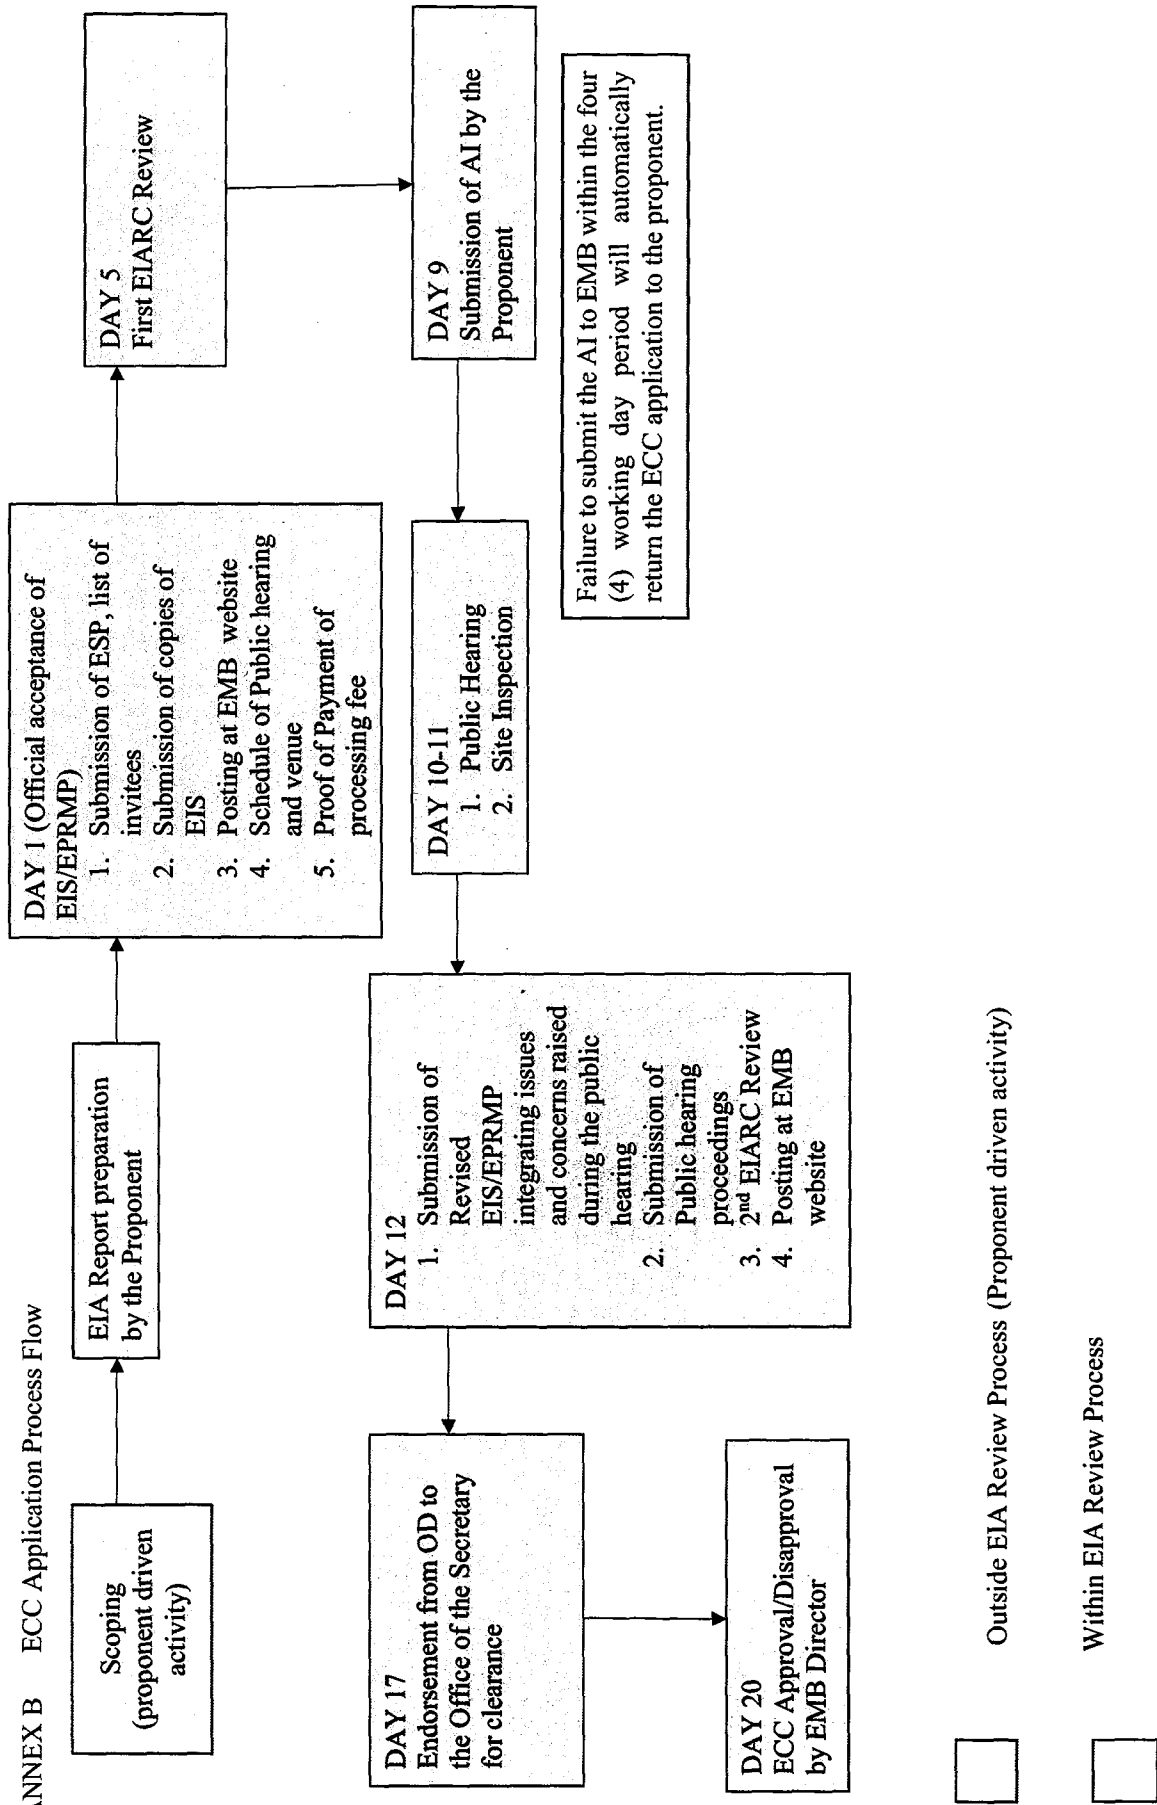 ANNEX B ECC Application Process Flow
Scoping
(proponent driven
activity)
EIA Report preparation
by the Proponent
DAY 1 (Official acceptance of
EIS/EPRMP)
1. Submission of ESP, list of
invitees
2. Submission of copies of
EIS
3. Posting at EMB website
4. Schedule of Public hearing
and venue
5. Proof of Payment of
processing fee
DAY 5
First EIARC Review
DAY 9
Submission of AI by the
Proponent
Failure to submit the AI to EMB within the four
(4) working day period will automatically
return the ECC application to the proponent.
DAY 10-11
1. Public Hearing
2. Site Inspection
DAY 12
1. Submission of
Revised
EIS/EPRMP
integrating issues
and concerns raised
during the public
hearing
2. Submission of
Public hearing
proceedings
3. 2nd EIARC Review
4. Posting at EMB
website
DAY 17
Endorsement from OD to
the Office of the Secretary
for clearance
DAY 20
ECC Approval/Disapproval
by EMB Director
Outside EIA Review Process (Proponent driven activity)
Within EIA Review Process